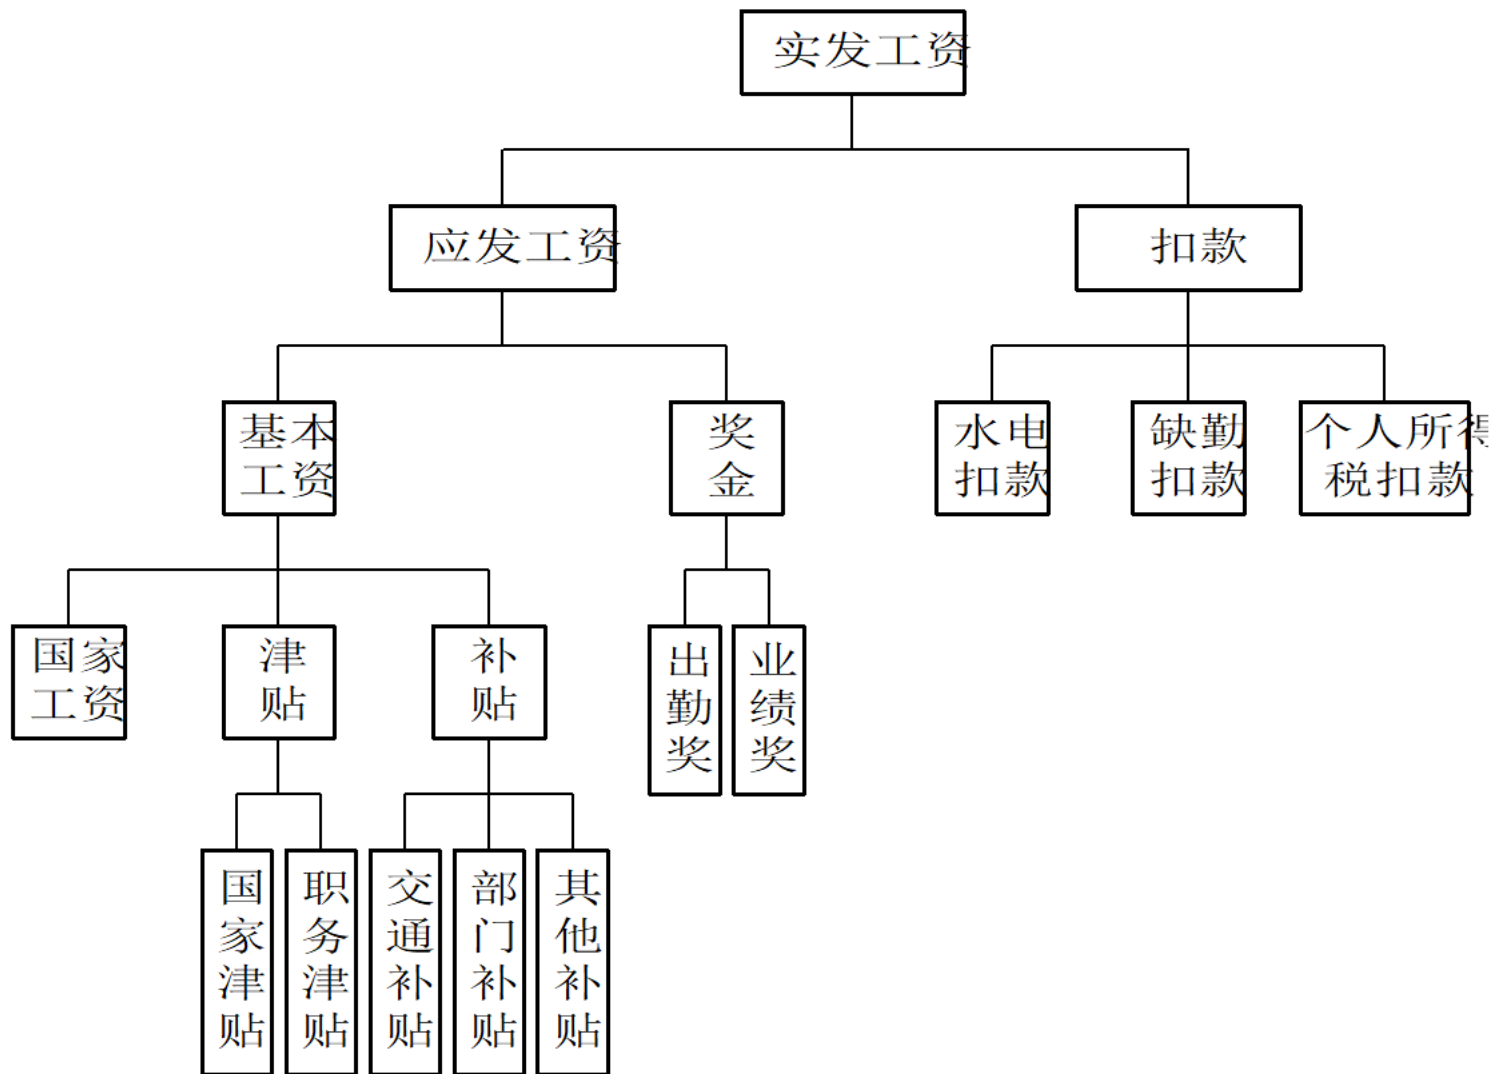 实发工资
应发工资
扣款
基本
工资
奖
金
水电
扣款
缺勤
扣款
个人所得
税扣款
国家
工资
津
贴
补
贴
出
勤
奖
业
绩
奖
国
家
津
贴
职
务
津
贴
交
通
补
贴
部
门
补
贴
其
他
补
贴